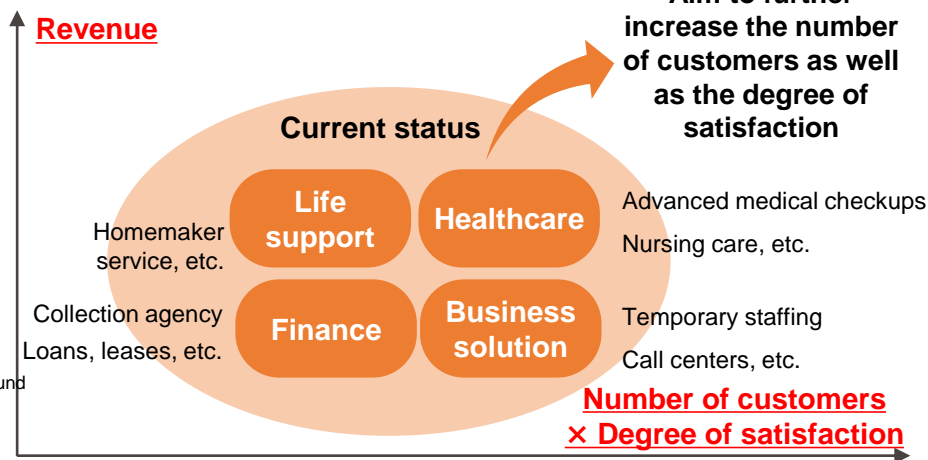 Revenue
increase the number
of customers as well
as the degree of
satisfaction
Current status
Life
support
Healthcare
Homemaker
service, etc.
Advanced medical checkups
Nursing care, etc.
Collection agency
Loans, leases, etc.
Finance
Business
solution
Temporary staffing
Call centers, etc.
Number of customers
× Degree of satisfaction